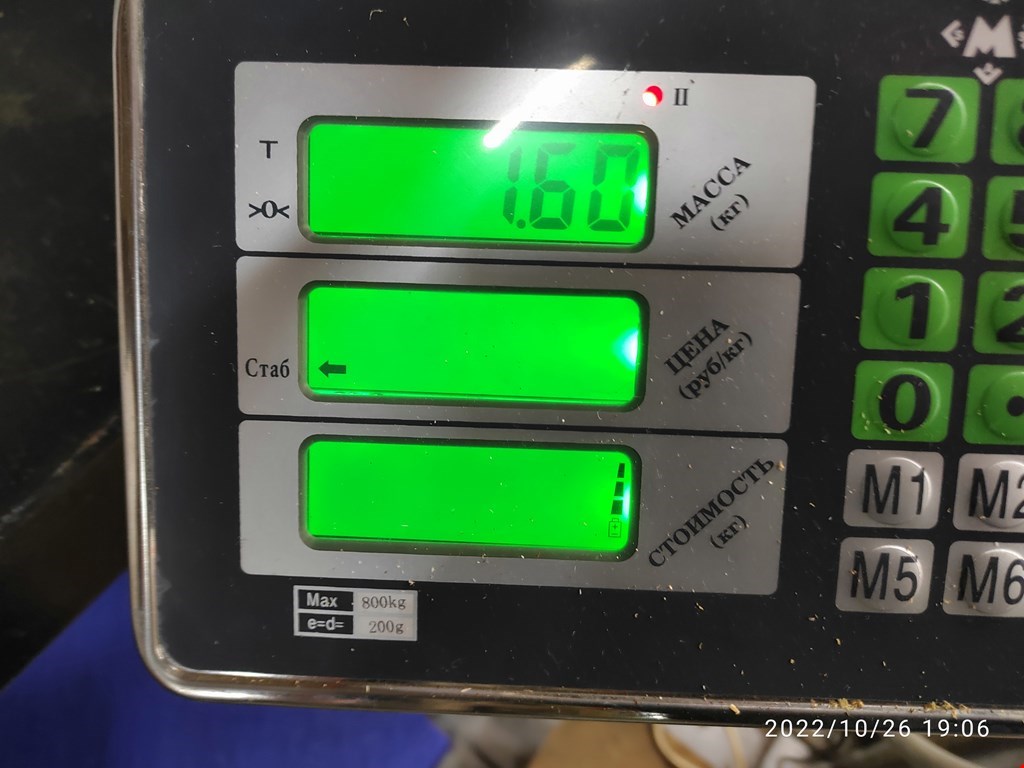 M
II
T
1.60
МАССА
(кг)
>0<
ЦЕНА
(руб/кг)
Стаб
СТОИМОСТЬ
(кг)
Max 800kg
e=d= 200g
7
4
1
0 •
M1
M5 M6
2022/10/26 19:06